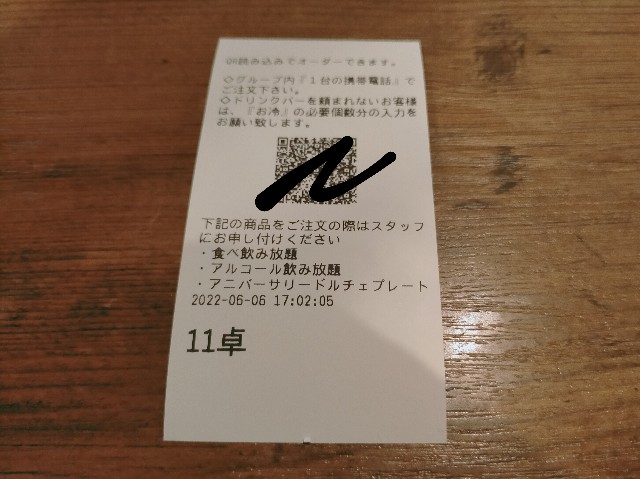 QR読み込みでオーダーできます。
◇グループ内『１台の携帯電話』で
ご注文下さい。
◇ドリンクバーを頼まれないお客様
は、『お冷』の必要個数分の入力を
お願い致します。
下記の商品をご注文の際はスタッフ
にお申し付けください
・食べ飲み放題
・アルコール飲み放題
・アニバーサリードルチェプレート
2022-06-06 17:02:05
11卓